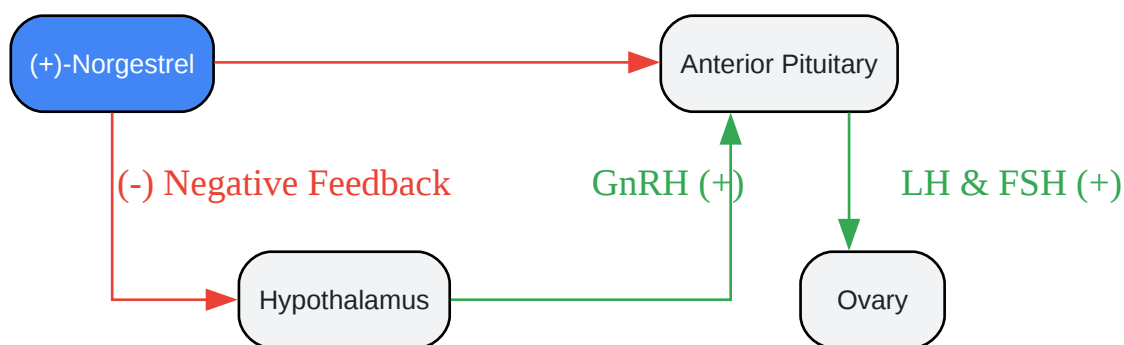 (+)-Norgestrel
Anterior Pituitary
(-) Negative Feedback
GnRH (+)
LH & FSH (+)
Hypothalamus
Ovary